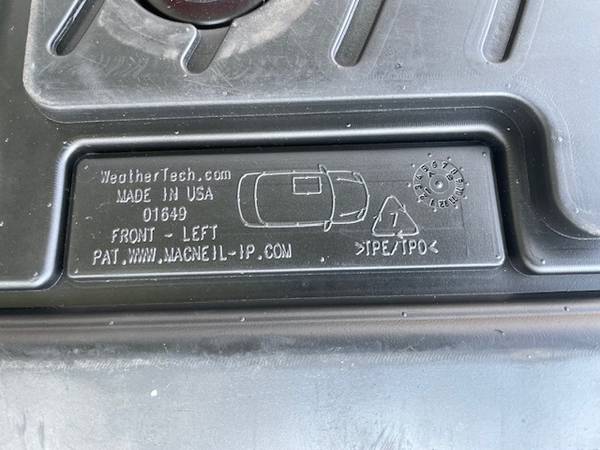 WeatherTech.com
MADE IN USA
01649
FRONT - LEFT
PAT.WWW.MACNEIL-IP.COM
7
>TPE/TPO<